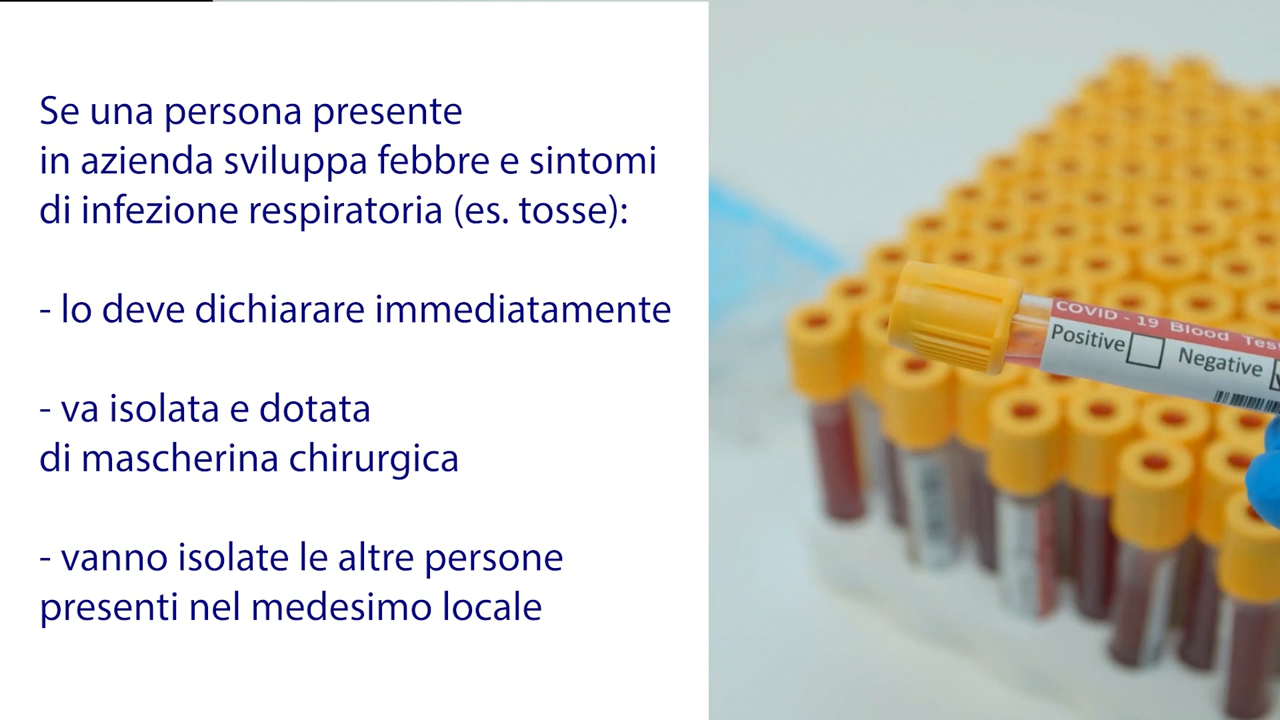 Se una persona presente
in azienda sviluppa febbre e sintomi
di infezione respiratoria (es. tosse):
- lo deve dichiarare immediatamente
- va isolata e dotata
di mascherina chirurgica
- vanno isolate le altre persone
presenti nel medesimo locale
COVID - 19 Blood Tes
Positive Negative